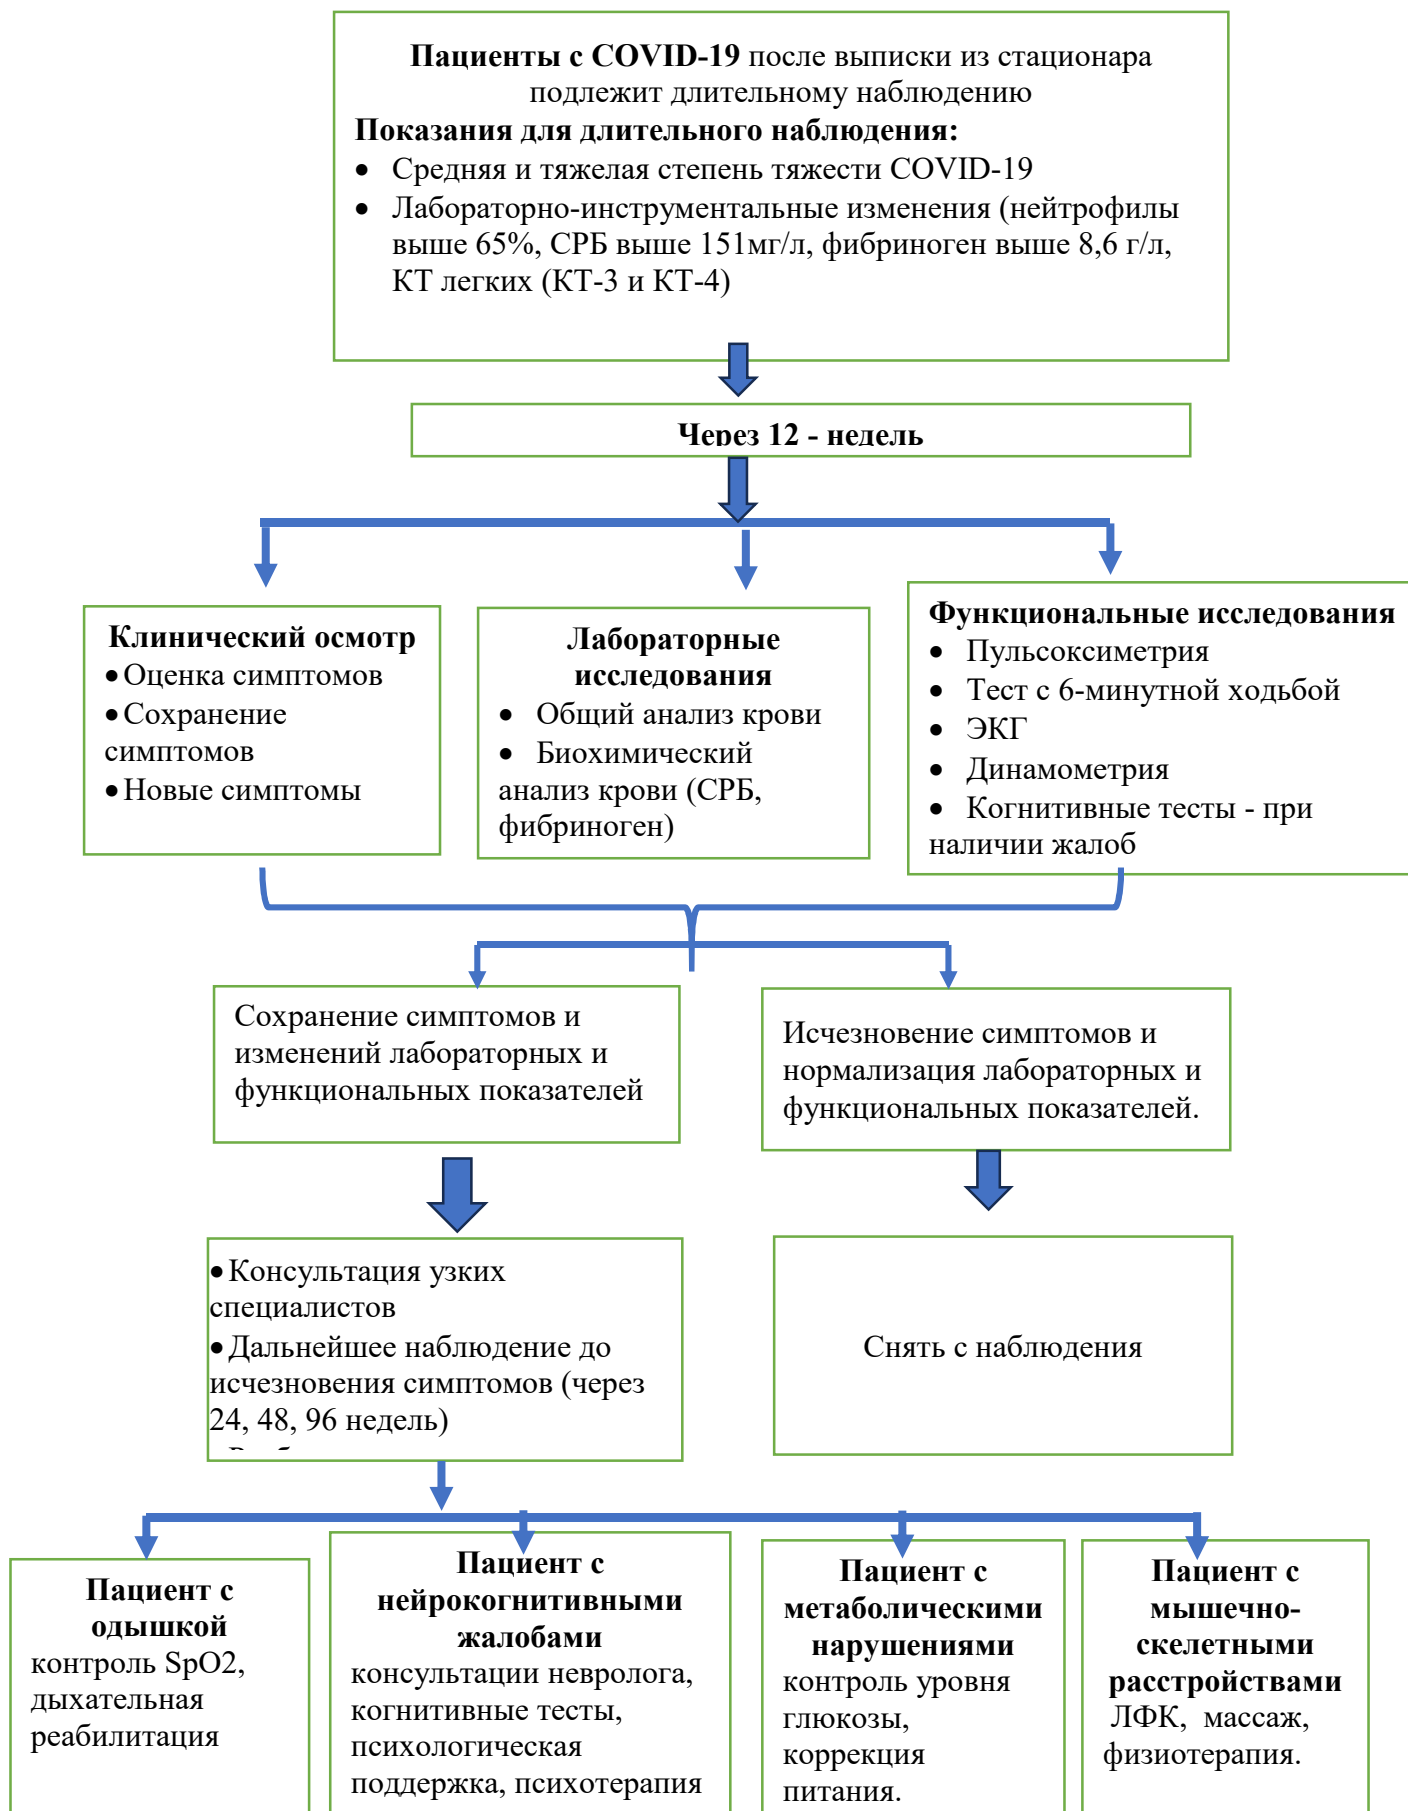 Пациенты с COVID-19 после выписки из стационара
подлежит длительному наблюдению
Показания для длительного наблюдения:
• Средняя и тяжелая степень тяжести COVID-19
• Лабораторно-инструментальные изменения (нейтрофилы
выше 65%, СРБ выше 151мг/л, фибриноген выше 8,6 г/л,
КТ легких (КТ-3 и КТ-4)
Через 12 - недель
Клинический осмотр
• Оценка симптомов
• Сохранение
симптомов
• Новые симптомы
Лабораторные
исследования
• Общий анализ крови
• Биохимический
анализ крови (СРБ,
фибриноген)
Функциональные исследования
• Пульсоксиметрия
• Тест с 6-минутной ходьбой
• ЭКГ
• Динамометрия
• Когнитивные тесты - при
наличии жалоб
Сохранение симптомов и
изменений лабораторных и
функциональных показателей
Исчезновение симптомов и
нормализация лабораторных и
функциональных показателей.
• Консультация узких
специалистов
• Дальнейшее наблюдение до
исчезновения симптомов (через
24, 48, 96 недель)
Снять с наблюдения
Пациент с
одышкой
контроль SpO2,
дыхательная
реабилитация
Пациент с
нейрокогнитивными
жалобами
консультации невролога,
когнитивные тесты,
психологическая
поддержка, психотерапия
Пациент с
метаболическими
нарушениями
контроль уровня
глюкозы,
коррекция
питания.
Пациент с
мышечно-
скелетными
расстройствами
ЛФК, массаж,
физиотерапия.